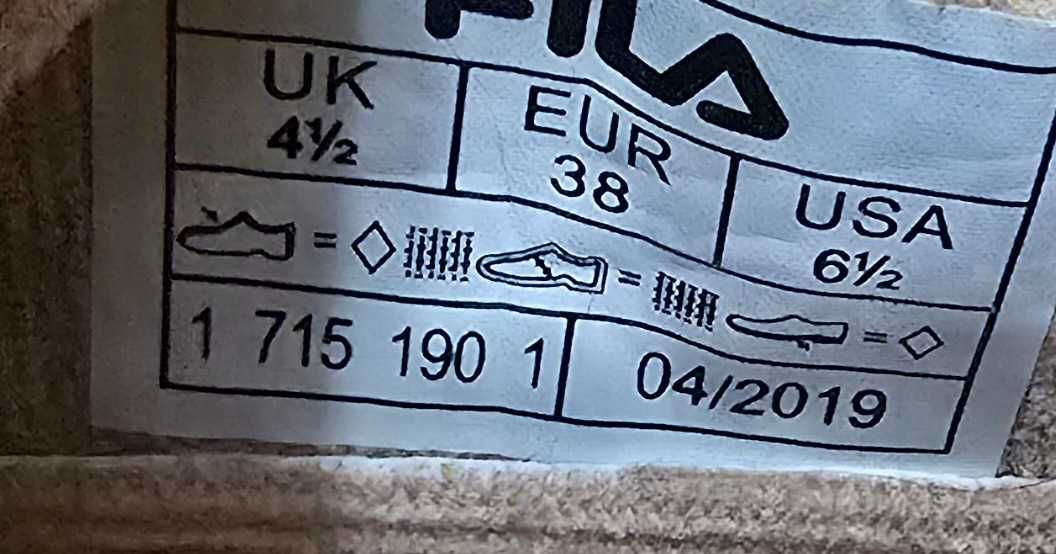 FILA
UK EUR USA
4½ 38 6½
= =  =
1 715 190 1 04/2019